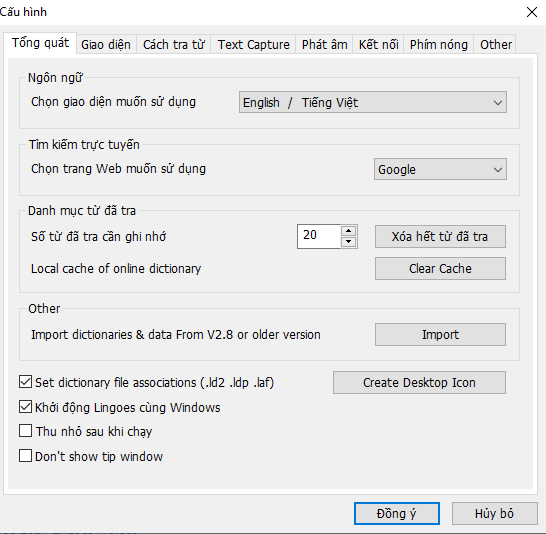 Cấu hình
Tổng quát Giao diện Cách tra từ Text Capture Phát âm Kết nối Phím nóng Other
Ngôn ngữ
Chọn giao diện muốn sử dụng English / Tiếng Việt
Tìm kiếm trực tuyến
Chọn trang Web muốn sử dụng Google
Danh mục từ đã tra
Số từ đã tra cần ghi nhớ 20 Xóa hết từ đã tra
Local cache of online dictionary Clear Cache
Other
Import dictionaries & data From V2.8 or older version Import
Set dictionary file associations (.ld2 .ldp .laf) Create Desktop Icon
Khởi động Lingoes cùng Windows
Thu nhỏ sau khi chạy
Don't show tip window
Đồng ý Hủy bỏ